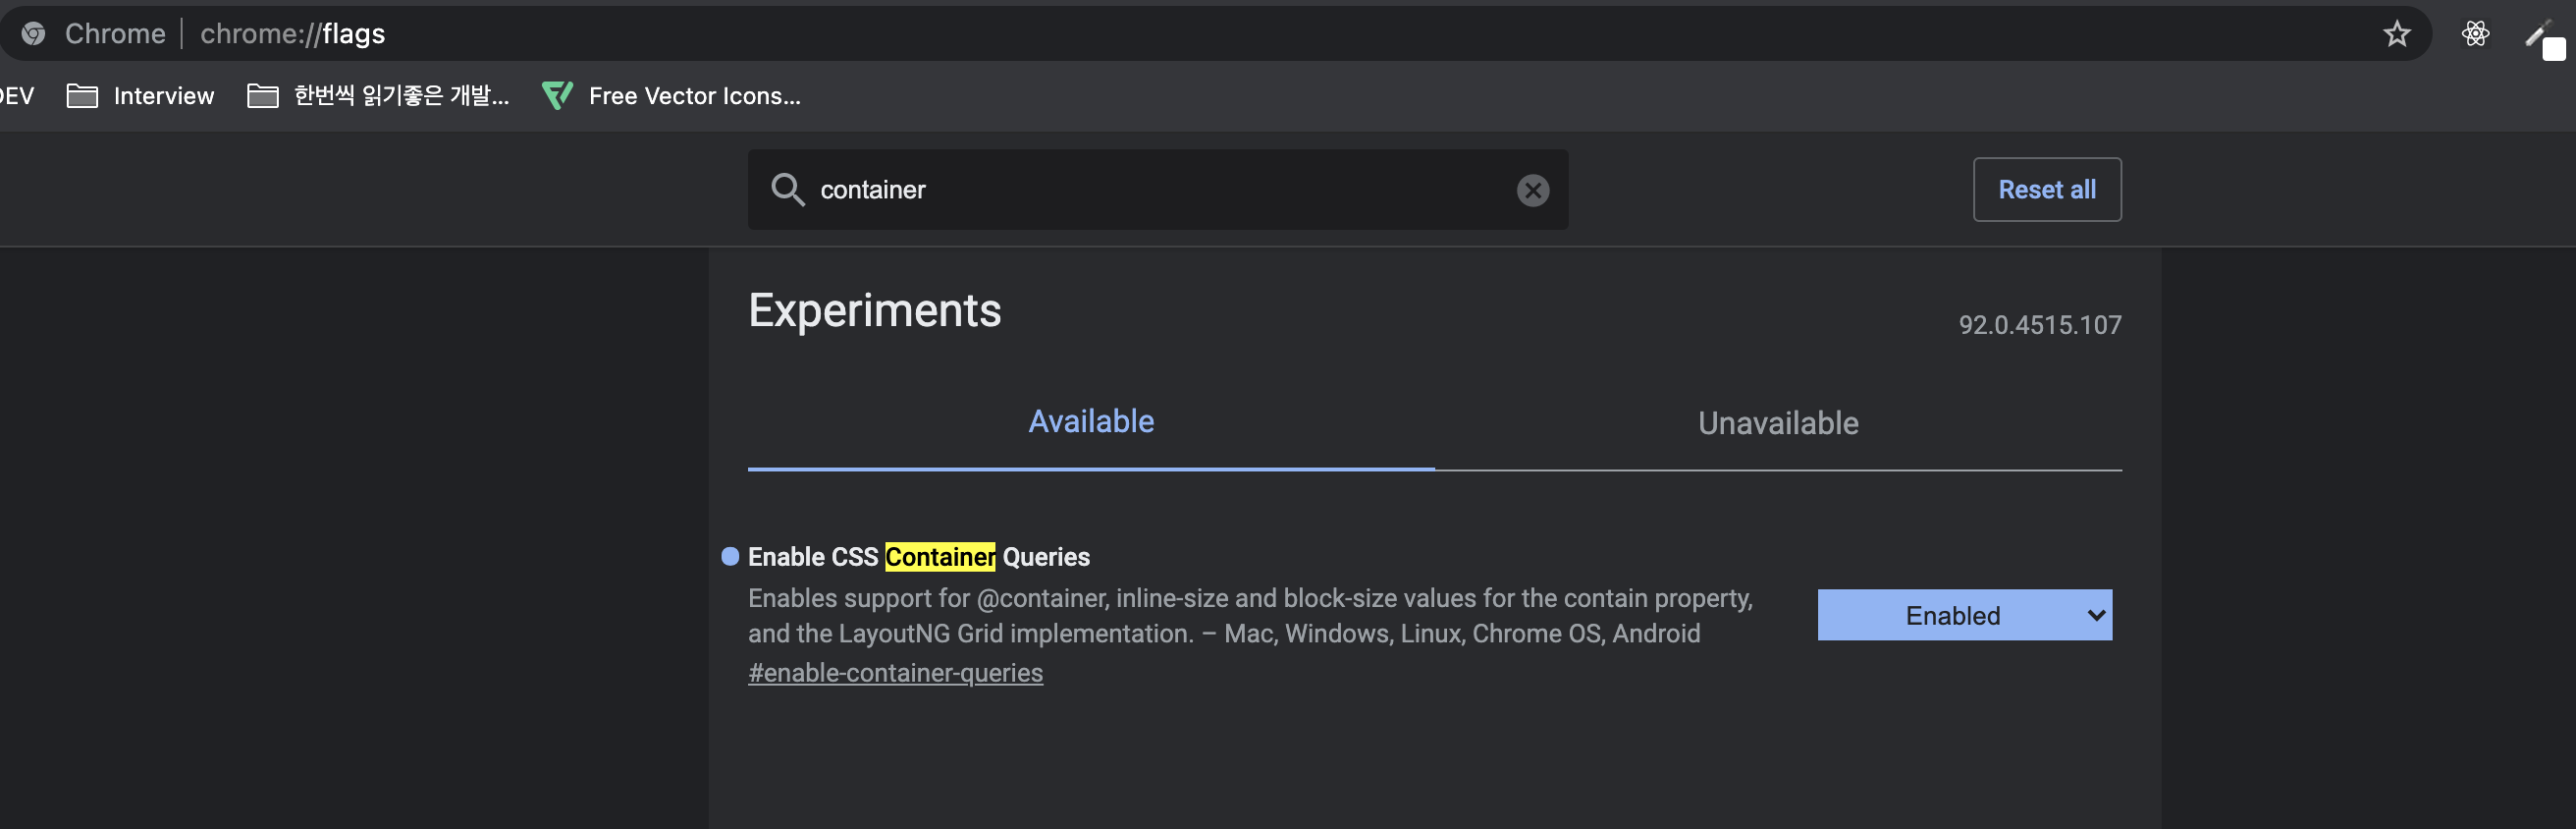 Chrome | chrome://flags
DEV Interview 한번씩 읽기좋은 개발... Free Vector Icons...
container
Reset all
Experiments
92.0.4515.107
Available Unavailable
Enable CSS Container Queries
Enables support for @container, inline-size and block-size values for the contain property,
and the LayoutNG Grid implementation. – Mac, Windows, Linux, Chrome OS, Android
#enable-container-queries
Enabled